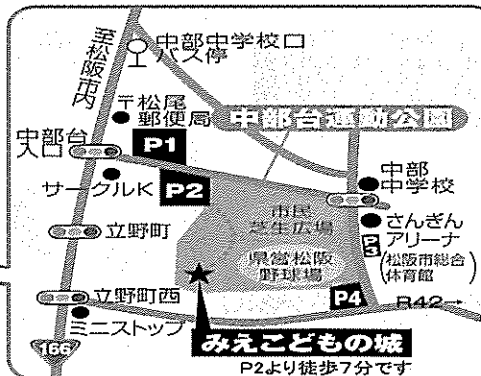 至松阪市内
中部中学校口
バス停
〒松尾
郵便局
中部台運動公園
中部台
入口
P1
サークルK
P2
中部
中学校
市民
芝生広場
さんぎん
アリーナ
(松阪市総合
体育館)
P3
立野町
県営松阪
野球場
P4
R42→
立野町西
ミニストップ
みえこどもの城
166
P2より徒歩7分です